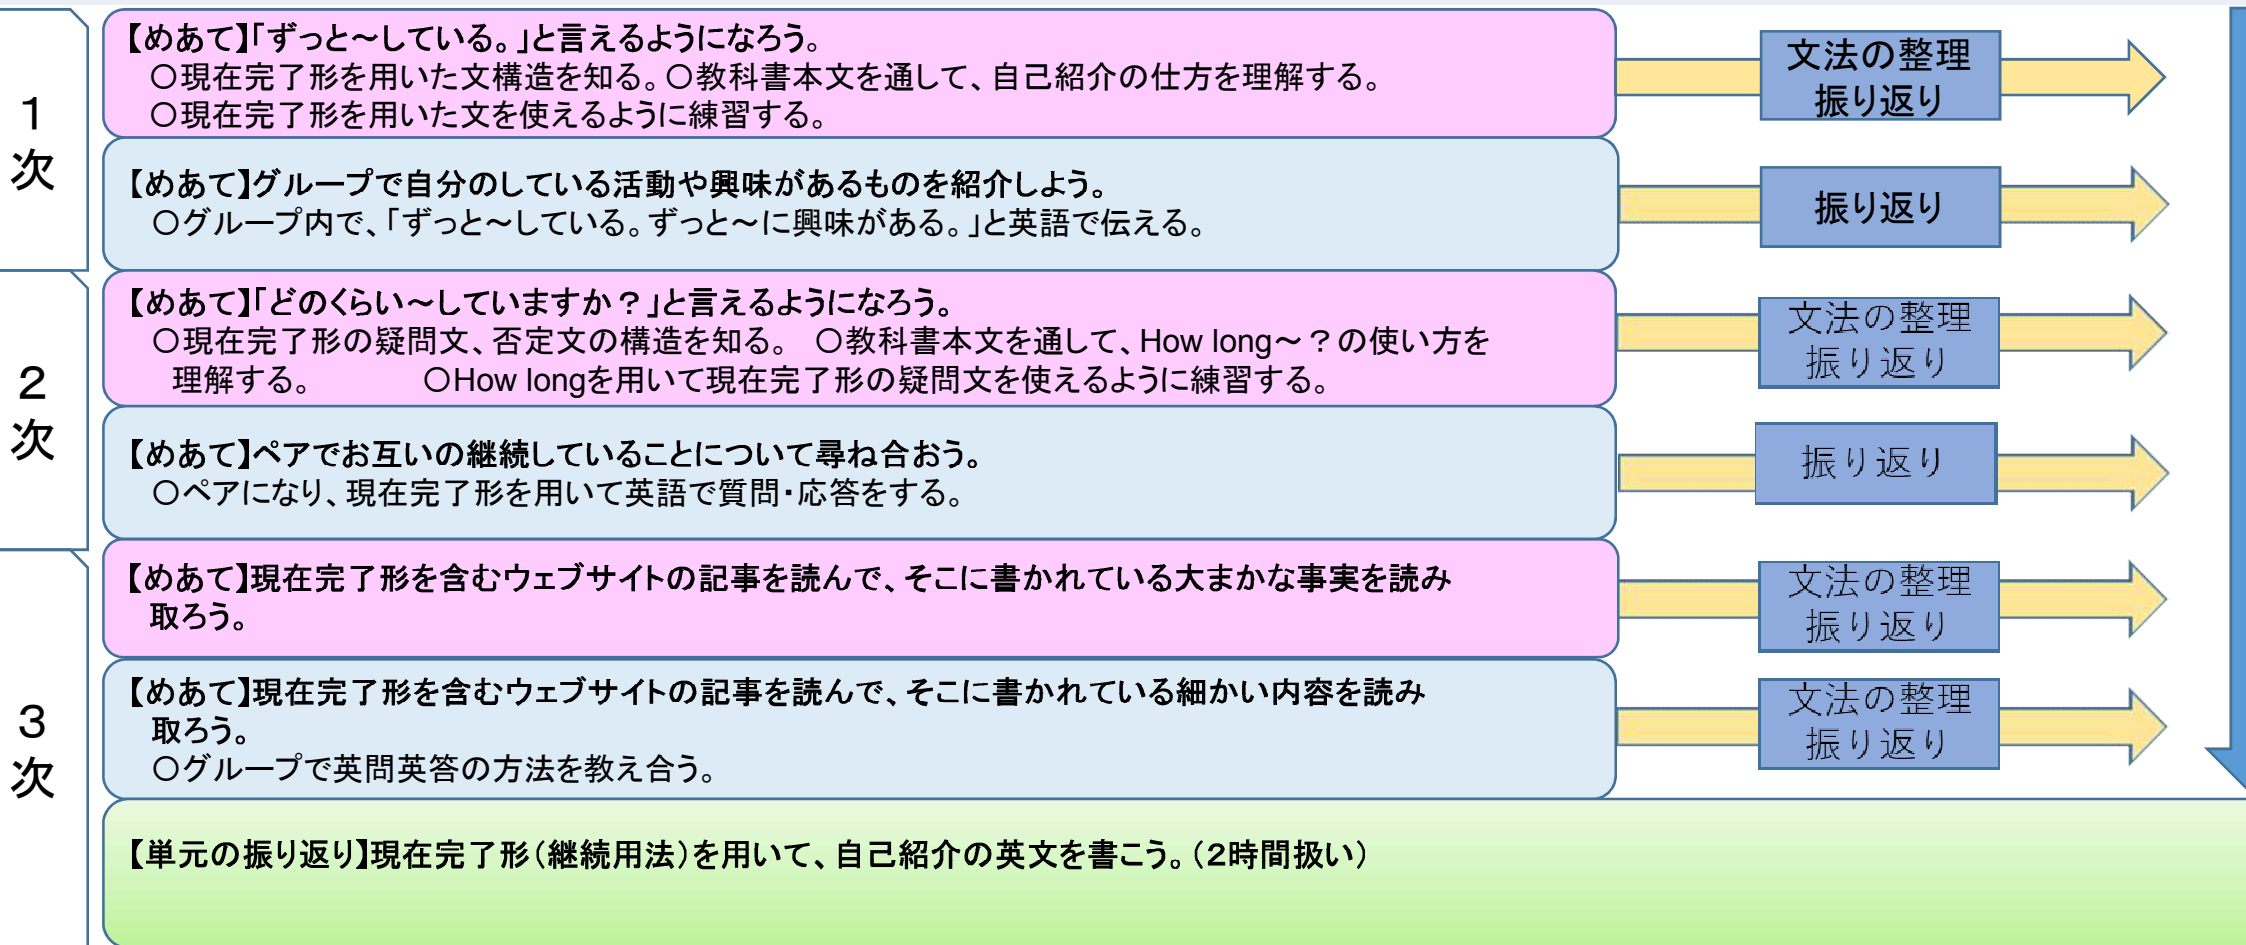 1次
【めあて】「ずっと～している。」と言えるようになろう。
〇現在完了形を用いた文構造を知る。〇教科書本文を通して、自己紹介の仕方を理解する。
〇現在完了形を用いた文を使えるように練習する。
文法の整理
振り返り
【めあて】グループで自分のしている活動や興味があるものを紹介しよう。
〇グループ内で、「ずっと～している。ずっと～に興味がある。」と英語で伝える。
振り返り
2次
【めあて】「どのくらい～していますか？」と言えるようになろう。
〇現在完了形の疑問文、否定文の構造を知る。　〇教科書本文を通して、How long～？の使い方を
理解する。　　　　〇How longを用いて現在完了形の疑問文を使えるように練習する。
文法の整理
振り返り
【めあて】ペアでお互いの継続していることについて尋ね合おう。
〇ペアになり、現在完了形を用いて英語で質問・応答をする。
振り返り
3次
【めあて】現在完了形を含むウェブサイトの記事を読んで、そこに書かれている大まかな事実を読み
取ろう。
文法の整理
振り返り
【めあて】現在完了形を含むウェブサイトの記事を読んで、そこに書かれている細かい内容を読み
取ろう。
〇グループで英問英答の方法を教え合う。
文法の整理
振り返り
【単元の振り返り】現在完了形（継続用法）を用いて、自己紹介の英文を書こう。（2時間扱い）